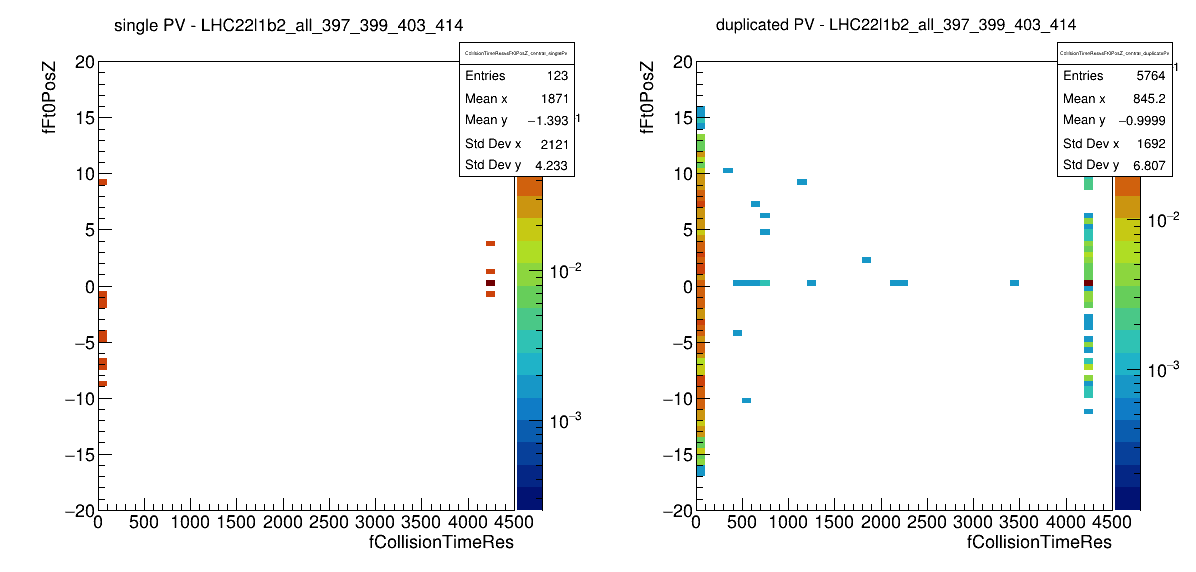 single PV - LHC22l1b2_all_397_399_403_414
fFt0PosZ
20
15
10
5
0
−5
−10
−15
−20
0 500 1000 1500 2000 2500 3000 3500 4000 4500
fCollisionTimeRes
Entries 123
Mean x 1871
Mean y −1.393
Std Dev x 2121
Std Dev y 4.233
1
10−2
10−3
duplicated PV - LHC22l1b2_all_397_399_403_414
fFt0PosZ
20
15
10
5
0
−5
−10
−15
−20
0 500 1000 1500 2000 2500 3000 3500 4000 4500
fCollisionTimeRes
Entries 5764
Mean x 845.2
Mean y −0.9999
Std Dev x 1692
Std Dev y 6.807
1
10−2
10−3